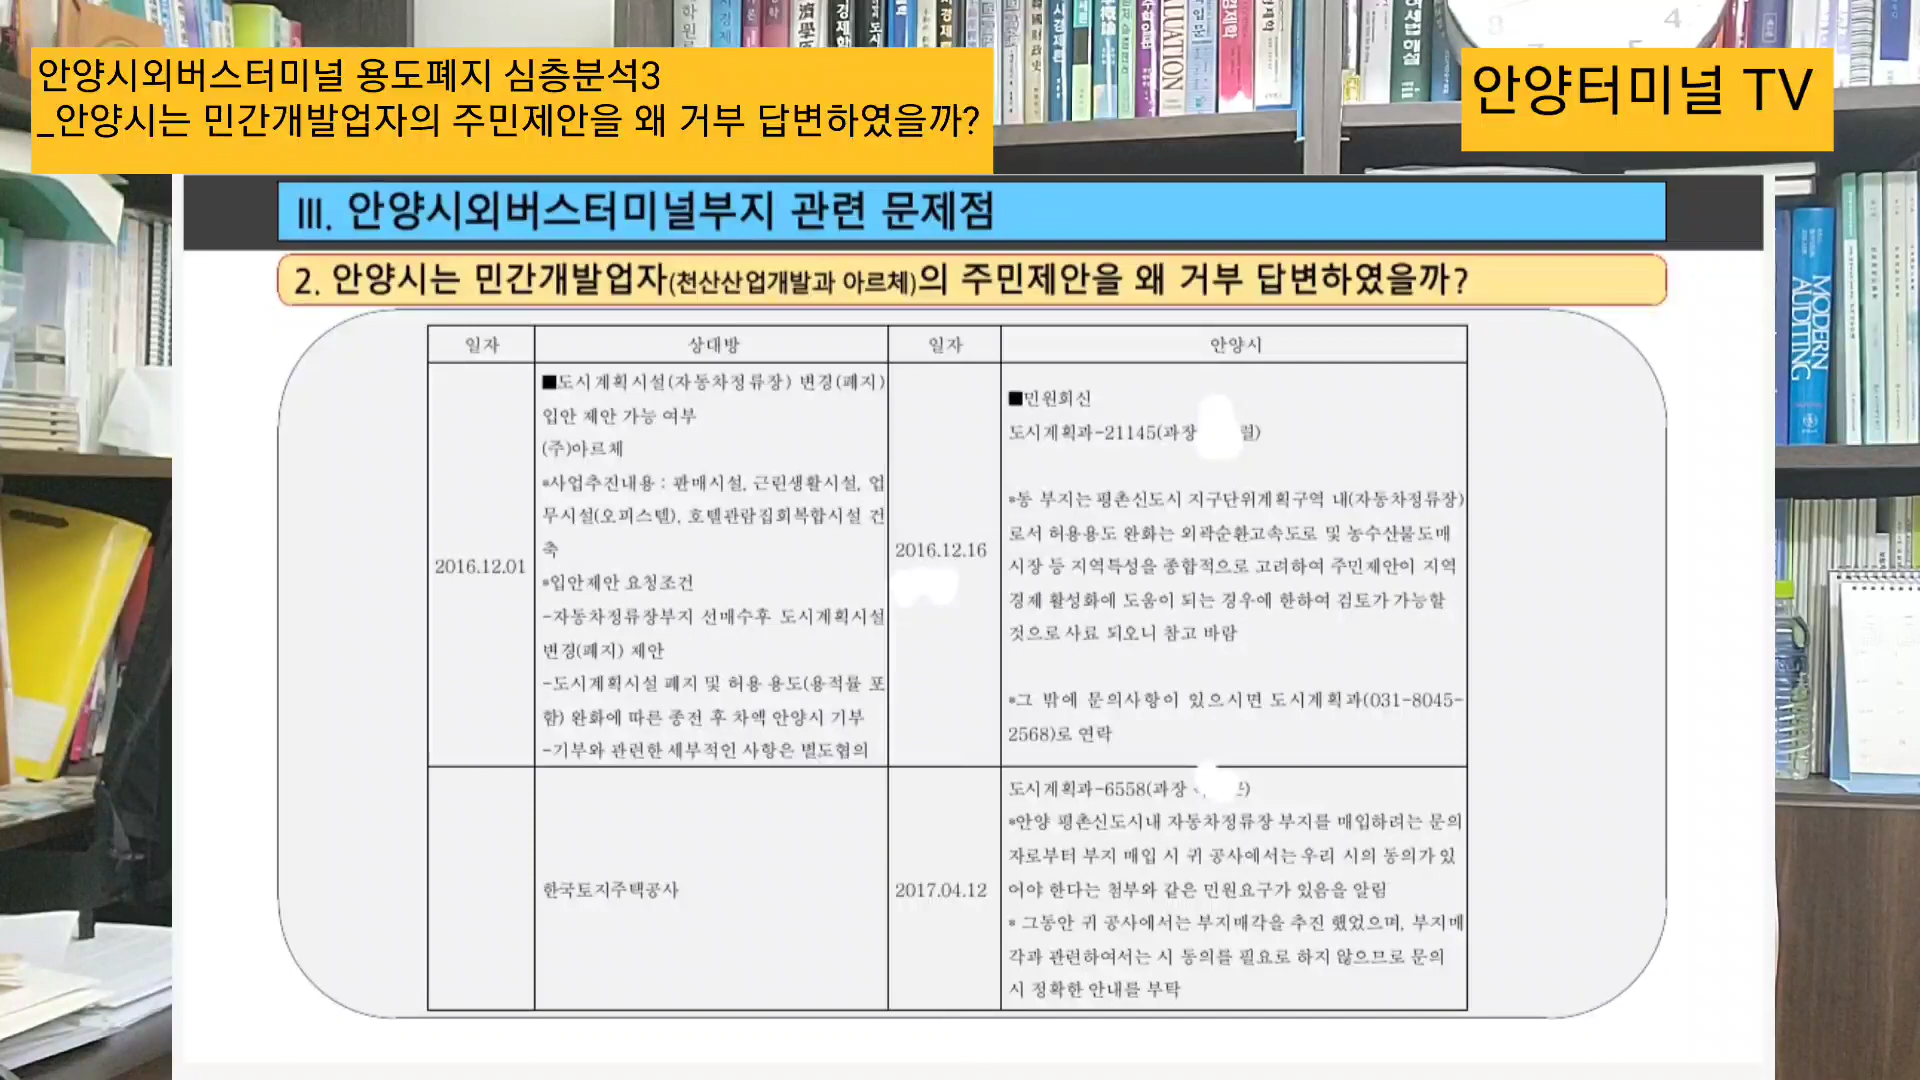 안양시외버스터미널 용도폐지 심층분석3
_안양시는 민간개발업자의 주민제안을 왜 거부 답변하였을까?
안양터미널 TV
III. 안양시외버스터미널부지 관련 문제점
2. 안양시는 민간개발업자(천산산업개발과 아르체)의 주민제안을 왜 거부 답변하였을까?
일자
상대방
일자
안양시
2016.12.01
■도시계획시설(자동차정류장) 변경(폐지)
입안 제안 가능 여부
(주)아르체
*사업추진내용 : 판매시설, 근린생활시설, 업
무시설(오피스텔), 호텔관람집회복합시설 건
축
*입안제안 요청조건
-자동차정류장부지 선매수후 도시계획시설
변경(폐지) 제안
-도시계획시설 폐지 및 허용 용도(용적률 포
함) 완화에 따른 종전 후 차액 안양시 기부
-기부와 관련한 세부적인 사항은 별도협의
2016.12.16
■민원회신
도시계획과-21145(과장 렬)
*동 부지는 평촌신도시 지구단위계획구역 내(자동차정류장)
로서 허용용도 완화는 외곽순환고속도로 및 농수산물도매
시장 등 지역특성을 종합적으로 고려하여 주민제안이 지역
경제 활성화에 도움이 되는 경우에 한하여 검토가 가능할
것으로 사료 되오니 참고 바람
*그 밖에 문의사항이 있으시면 도시계획과(031-8045-
2568)로 연락
한국토지주택공사
2017.04.12
도시계획과-6558(과장
*안양 평촌신도시내 자동차정류장 부지를 매입하려는 문의
자로부터 부지 매입 시 귀 공사에서는 우리 시의 동의가 있
어야 한다는 첨부와 같은 민원요구가 있음을 알림
* 그동안 귀 공사에서는 부지매각을 추진 했었으며, 부지매
각과 관련하여서는 시 동의를 필요로 하지 않으므로 문의
시 정확한 안내를 부탁
MODERN
AUDITING
VALUATION